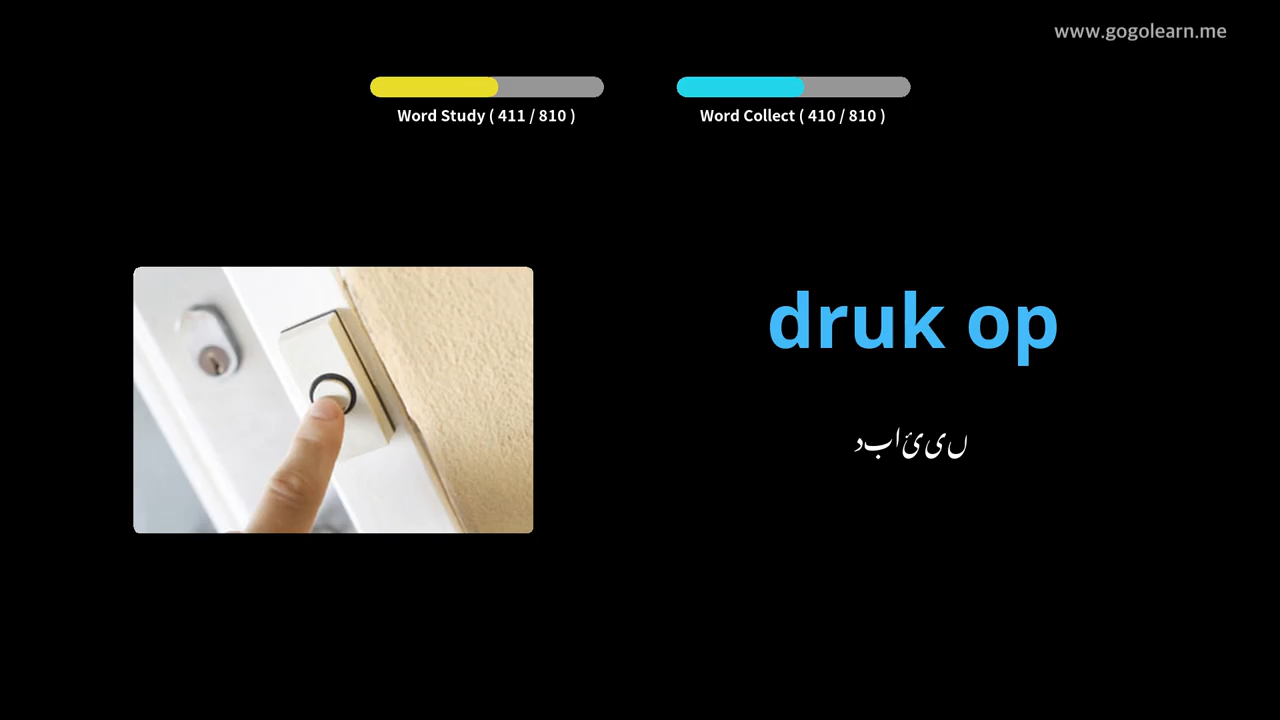 www.gogolearn.me
Word Study ( 411 / 810 )
Word Collect ( 410 / 810 )
druk op
دبائیں